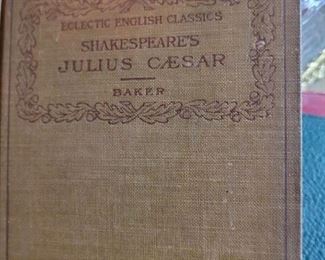 ECLECTIC ENGLISH CLASSICS
SHAKESPEARE'S
JULIUS CÆSAR
BAKER